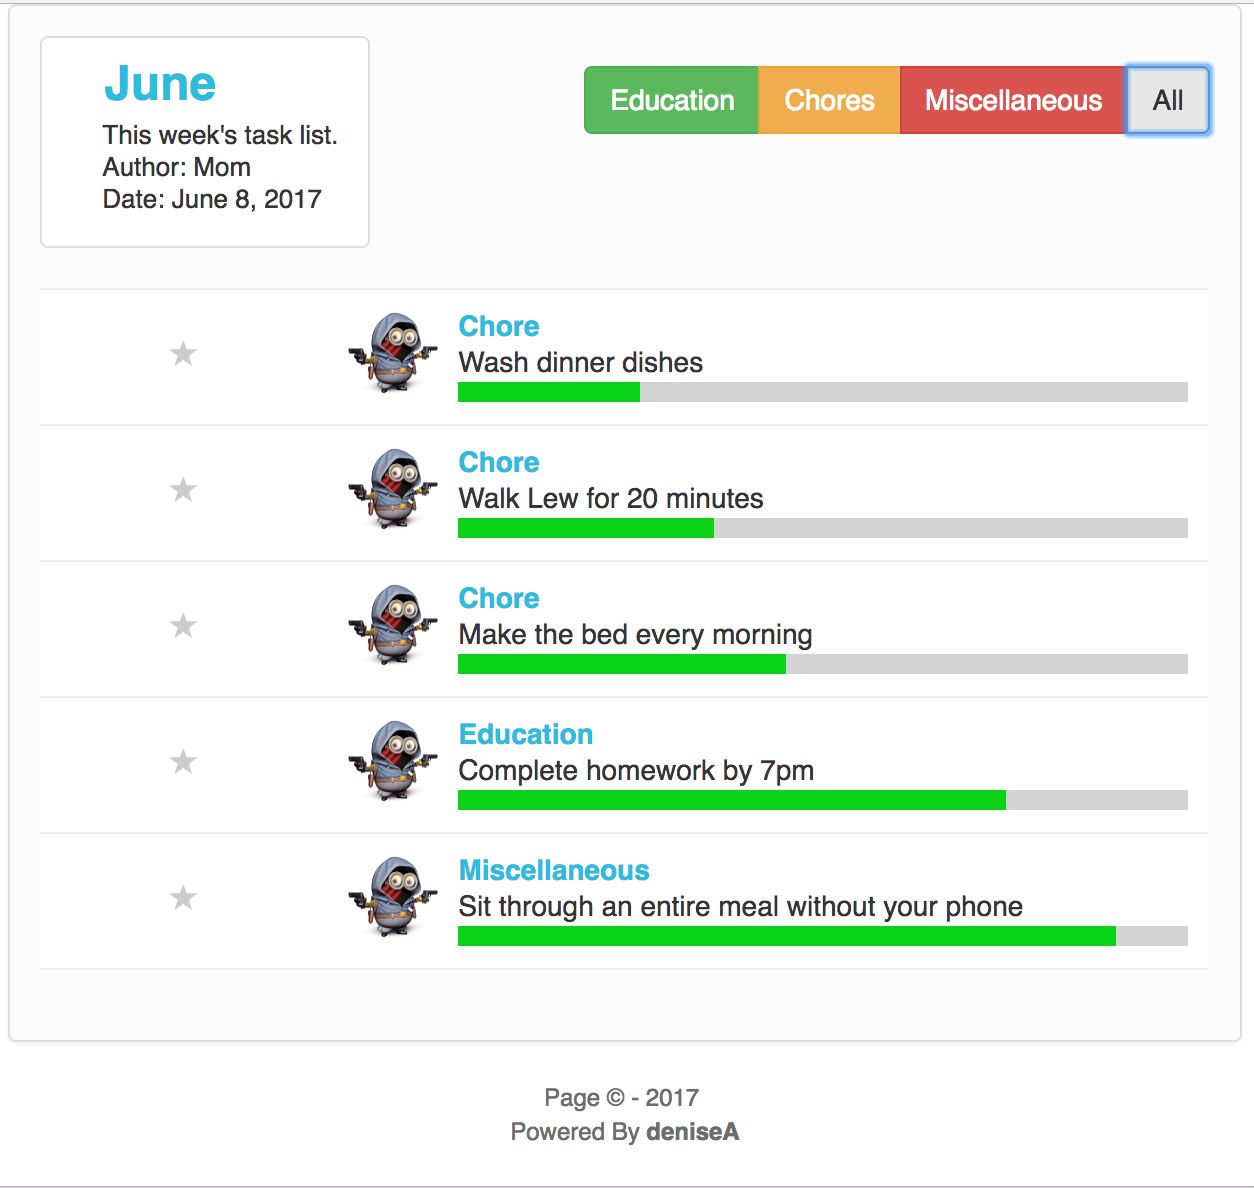 June
This week's task list.
Author: Mom
Date: June 8, 2017
Education Chores Miscellaneous All
Chore
Wash dinner dishes
Chore
Walk Lew for 20 minutes
Chore
Make the bed every morning
Education
Complete homework by 7pm
Miscellaneous
Sit through an entire meal without your phone
Page © - 2017
Powered By deniseA